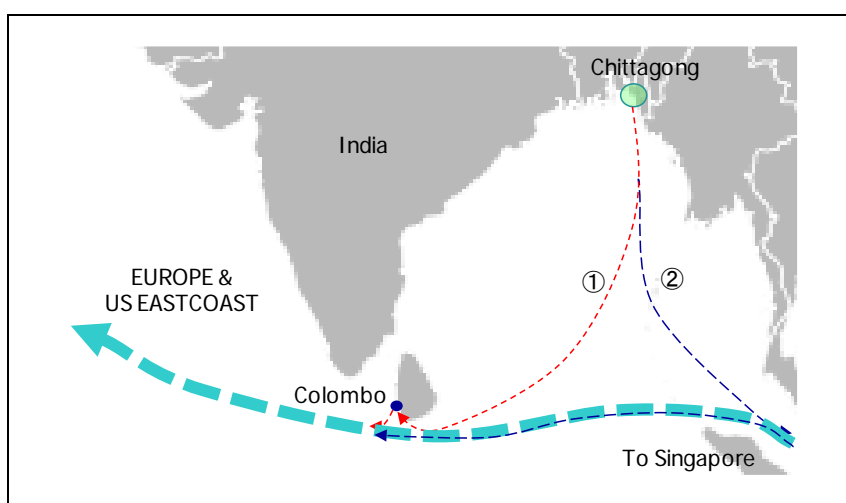 Chittagong
India
EUROPE &
US EASTCOAST
①
②
Colombo
To Singapore